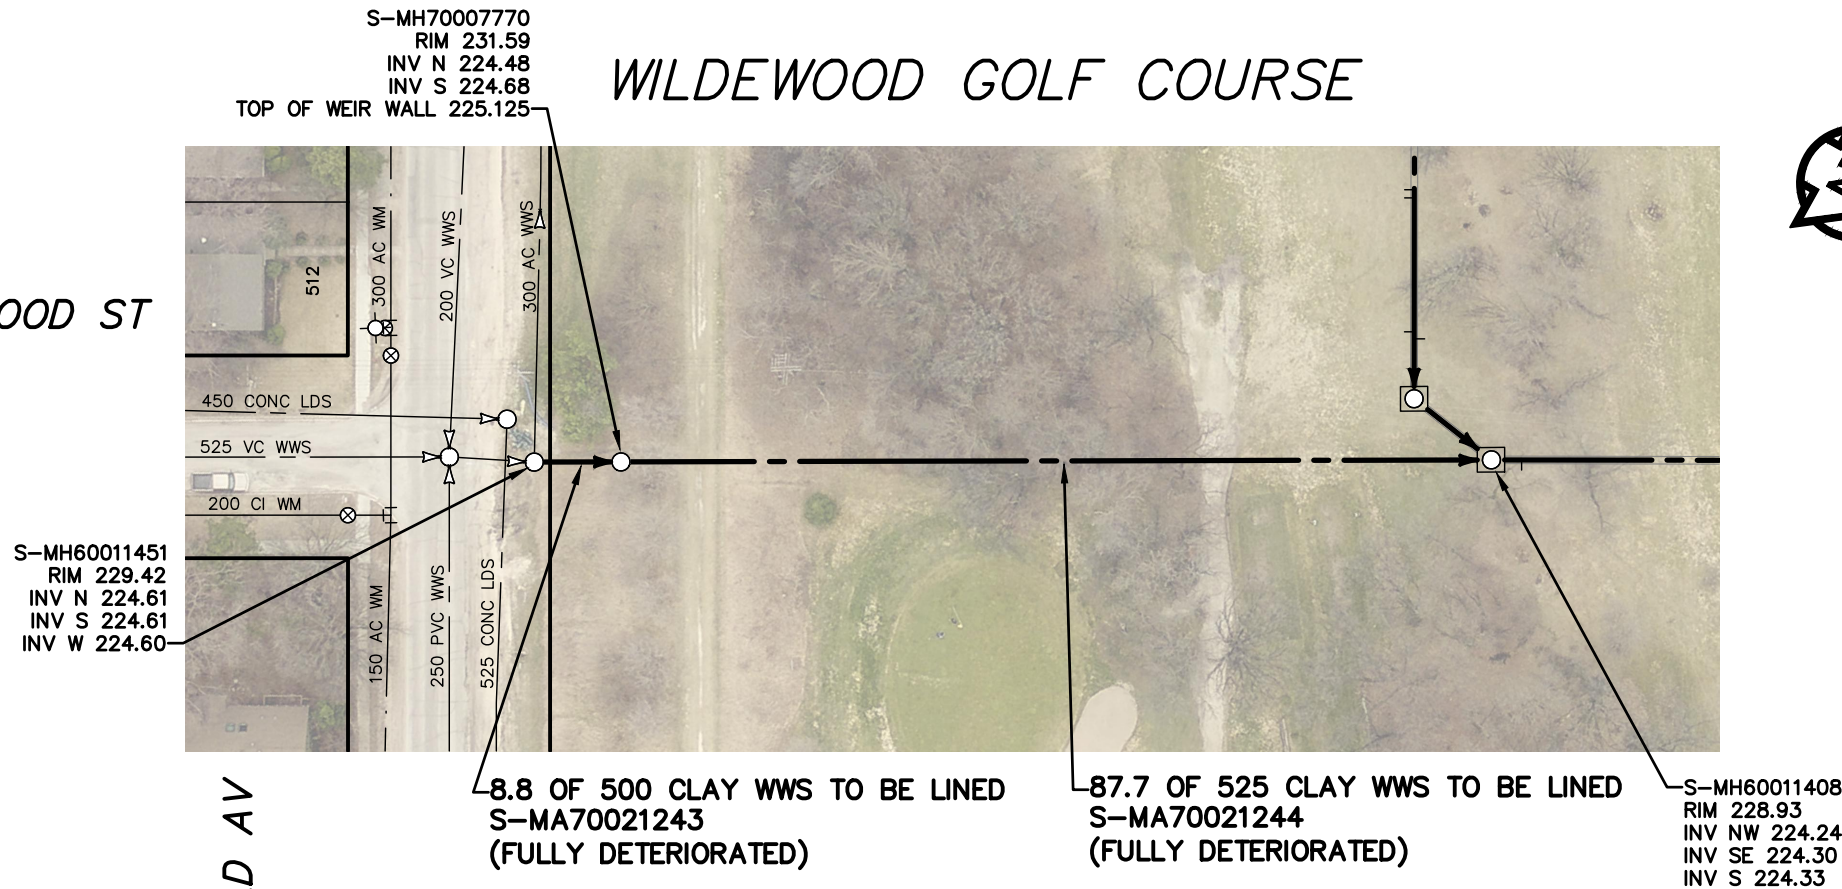 S-MH70007770
RIM 231.59
INV N 224.48
INV S 224.68
TOP OF WEIR WALL 225.125
WILDEWOOD GOLF COURSE
OOD ST
512
300 AC WM
200 VC WWS
300 AC WWS
450 CONC LDS
525 VC WWS
200 CI WM
S-MH60011451
RIM 229.42
INV N 224.61
INV S 224.61
INV W 224.60
150 AC WM
250 PVC WWS
525 CONC LDS
D AV
8.8 OF 500 CLAY WWS TO BE LINED
S-MA70021243
(FULLY DETERIORATED)
87.7 OF 525 CLAY WWS TO BE LINED
S-MA70021244
(FULLY DETERIORATED)
S-MH60011408
RIM 228.93
INV NW 224.24
INV SE 224.30
INV S 224.33